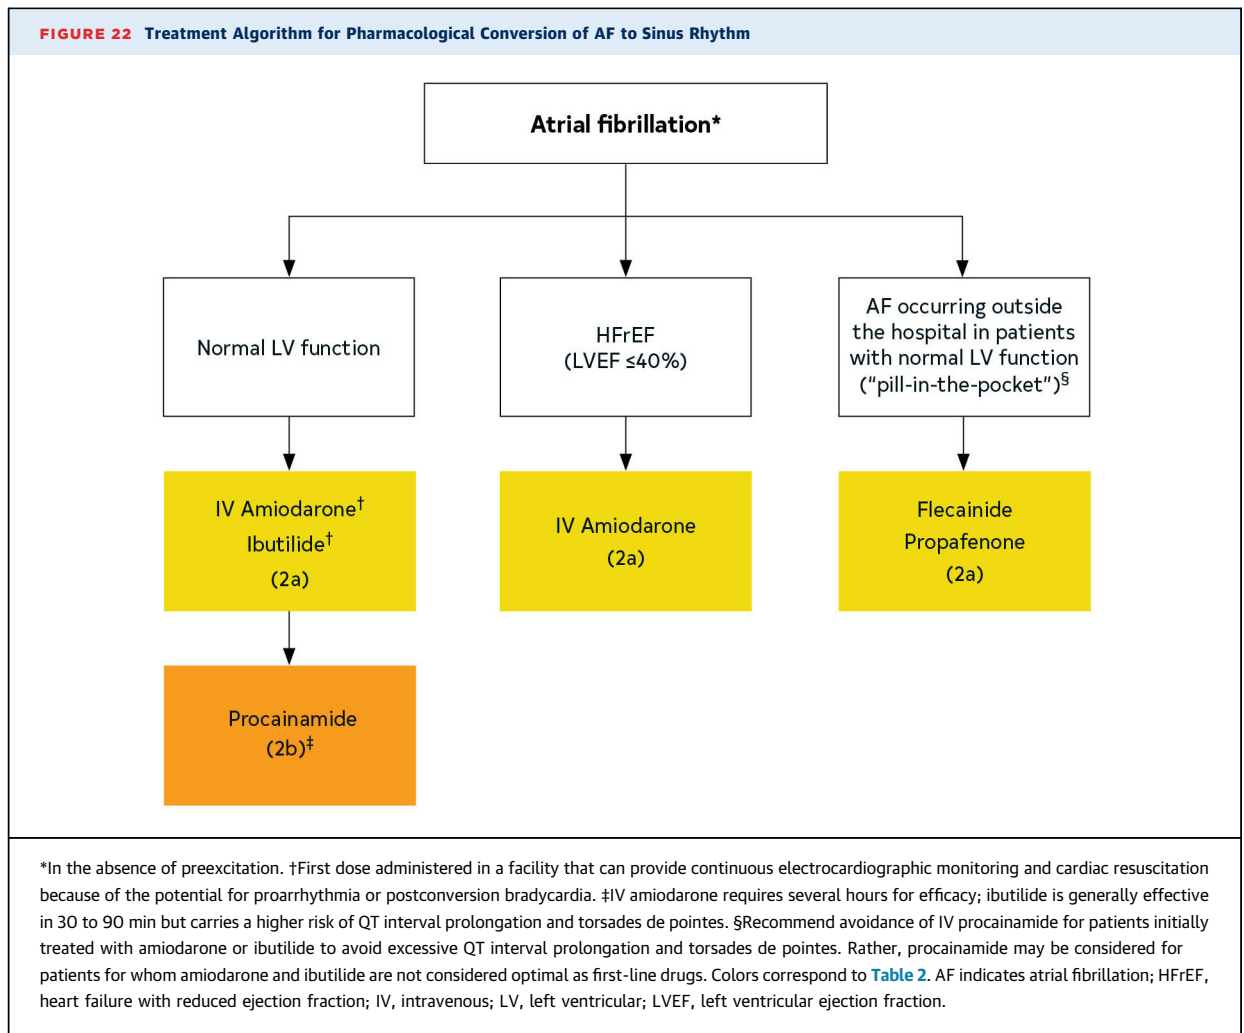 FIGURE 22 Treatment Algorithm for Pharmacological Conversion of AF to Sinus Rhythm
Atrial fibrillation*
Normal LV function
HFrEF
(LVEF ≤40%)
AF occurring outside
the hospital in patients
with normal LV function
("pill-in-the-pocket")§
IV Amiodarone†
Ibutilide†
(2a)
IV Amiodarone
(2a)
Flecainide
Propafenone
(2a)
Procainamide
(2b)‡
*In the absence of preexcitation. †First dose administered in a facility that can provide continuous electrocardiographic monitoring and cardiac resuscitation
because of the potential for proarrhythmia or postconversion bradycardia. ‡IV amiodarone requires several hours for efficacy; ibutilide is generally effective
in 30 to 90 min but carries a higher risk of QT interval prolongation and torsades de pointes. §Recommend avoidance of IV procainamide for patients initially
treated with amiodarone or ibutilide to avoid excessive QT interval prolongation and torsades de pointes. Rather, procainamide may be considered for
patients for whom amiodarone and ibutilide are not considered optimal as first-line drugs. Colors correspond to Table 2. AF indicates atrial fibrillation; HFrEF,
heart failure with reduced ejection fraction; IV, intravenous; LV, left ventricular; LVEF, left ventricular ejection fraction.